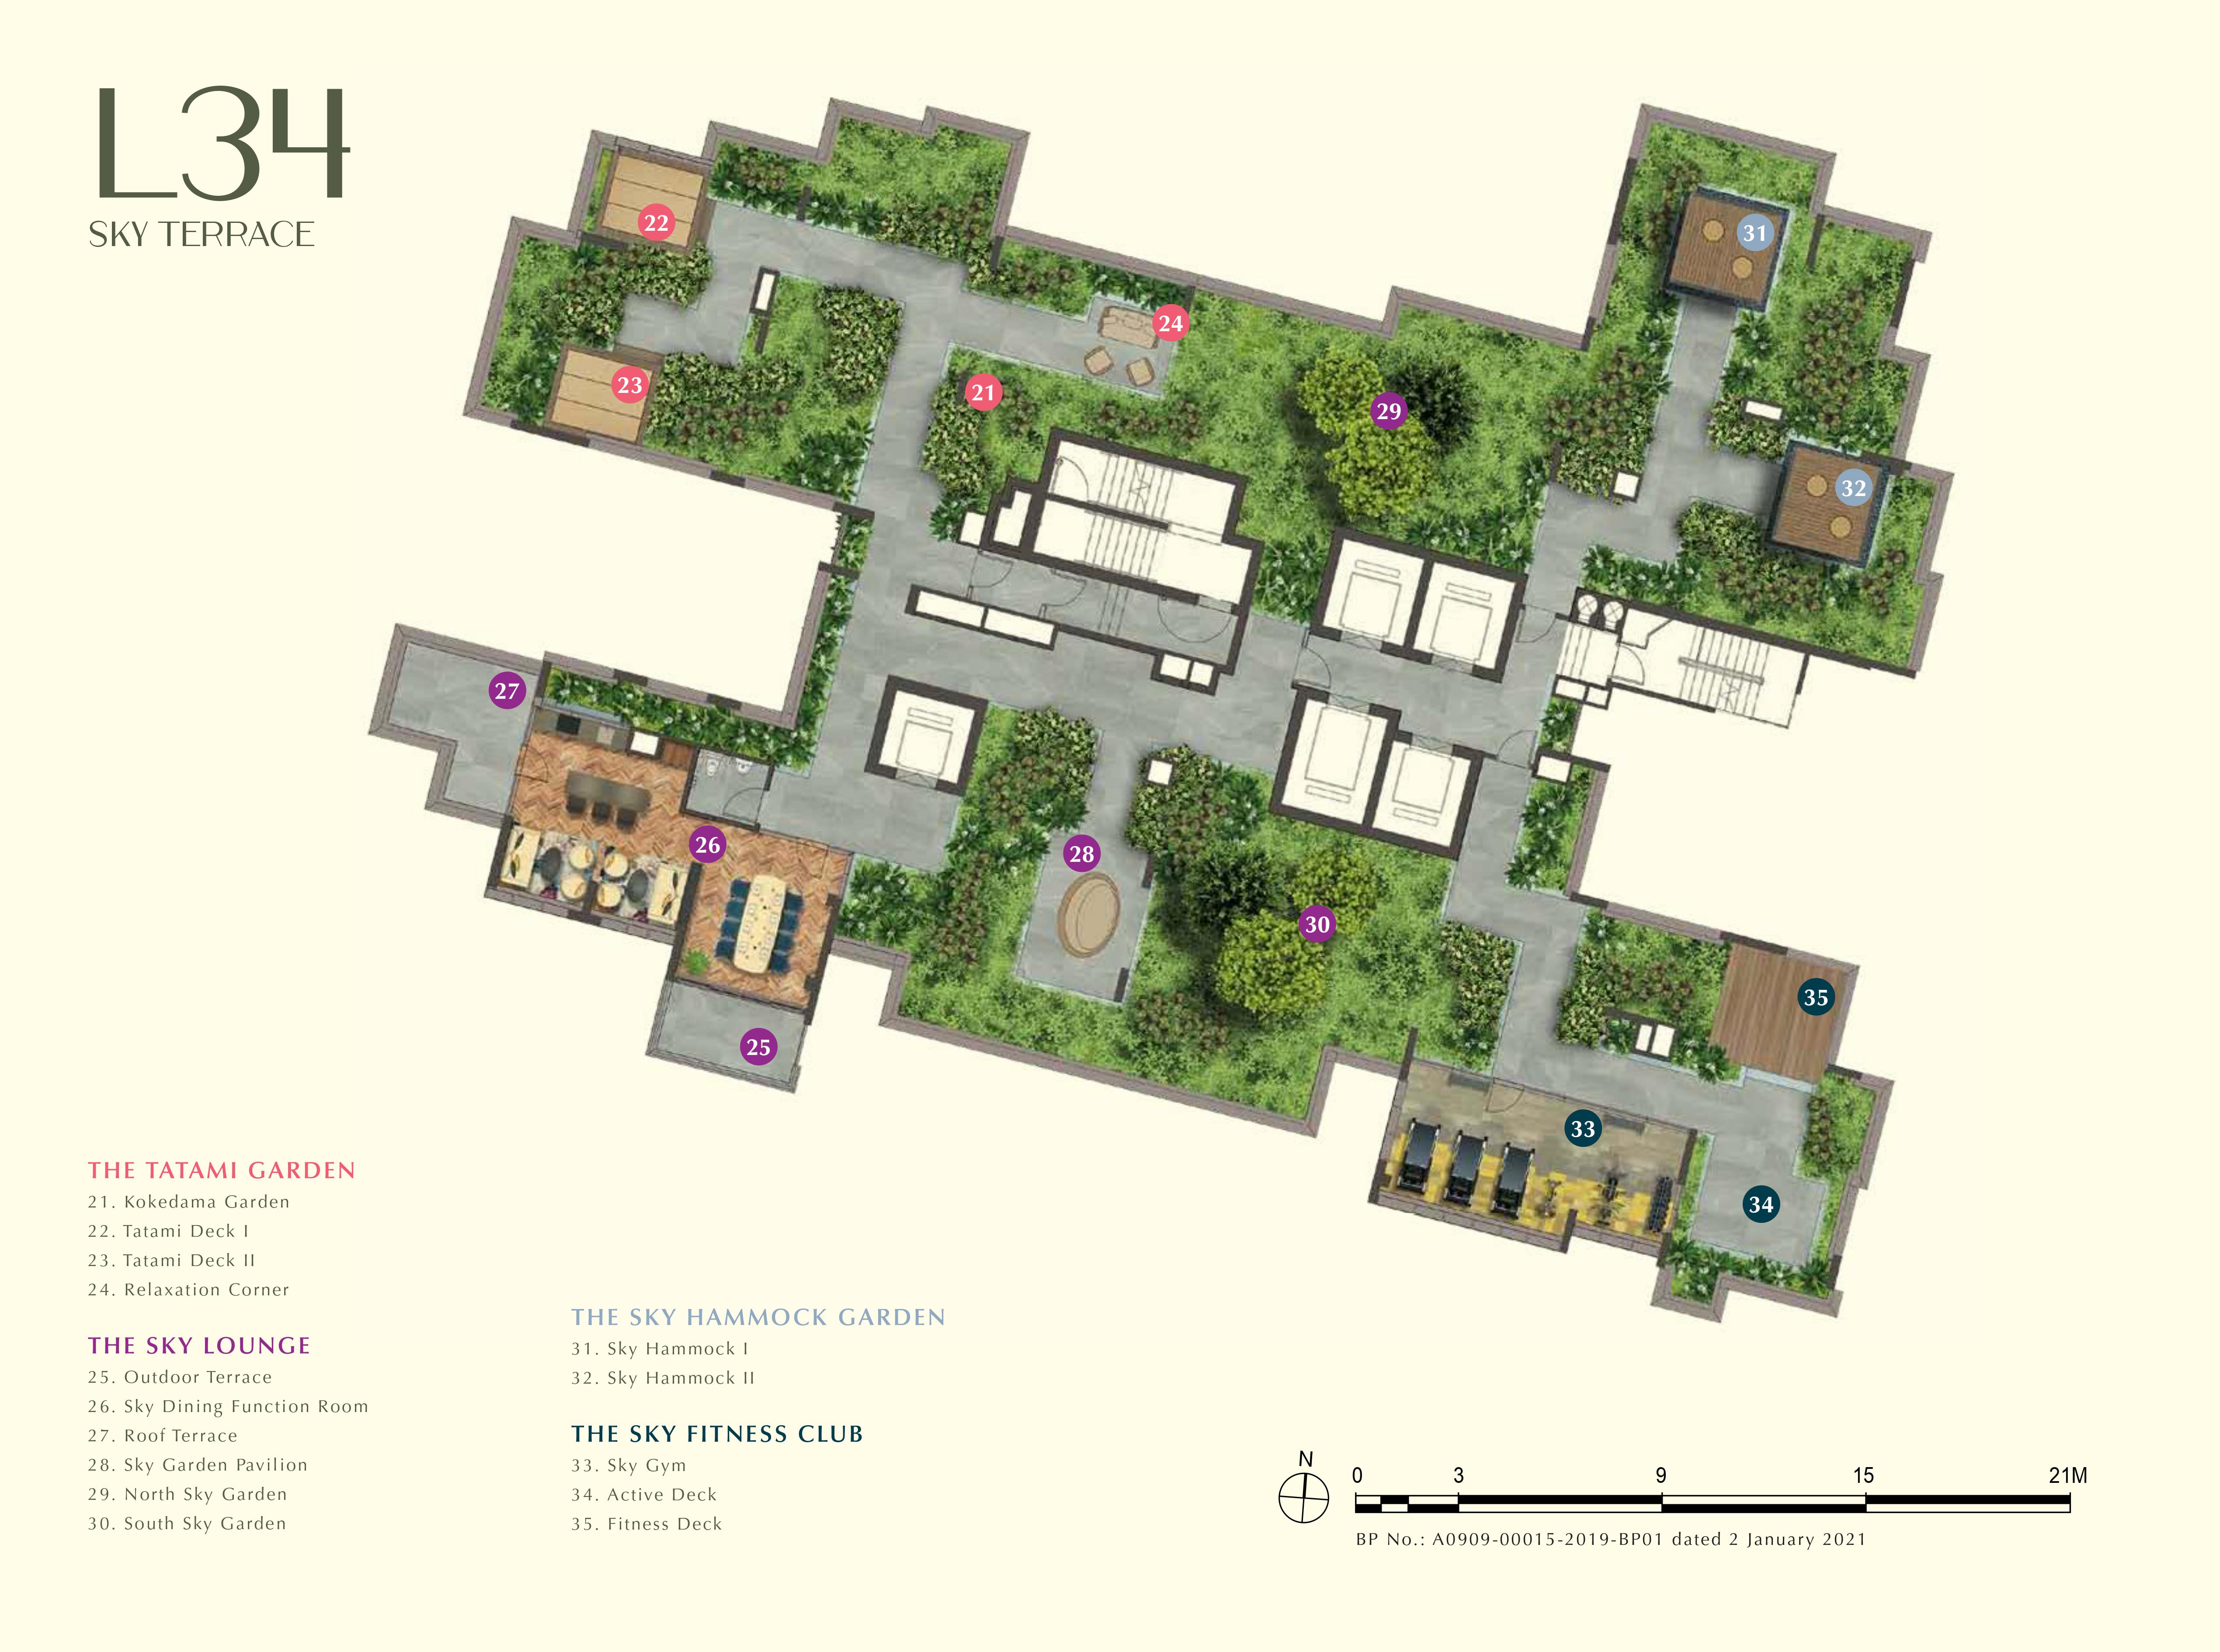 L34
SKY TERRACE
22
31
24
23
21
29
32
27
26
28
30
35
25
33
34
THE TATAMI GARDEN
21. Kokedama Garden
22. Tatami Deck I
23. Tatami Deck II
24. Relaxation Corner
THE SKY LOUNGE
25. Outdoor Terrace
26. Sky Dining Function Room
27. Roof Terrace
28. Sky Garden Pavilion
29. North Sky Garden
30. South Sky Garden
THE SKY HAMMOCK GARDEN
31. Sky Hammock I
32. Sky Hammock II
THE SKY FITNESS CLUB
33. Sky Gym
34. Active Deck
35. Fitness Deck
N
0 3 9 15 21M
BP No.: A0909-00015-2019-BP01 dated 2 January 2021